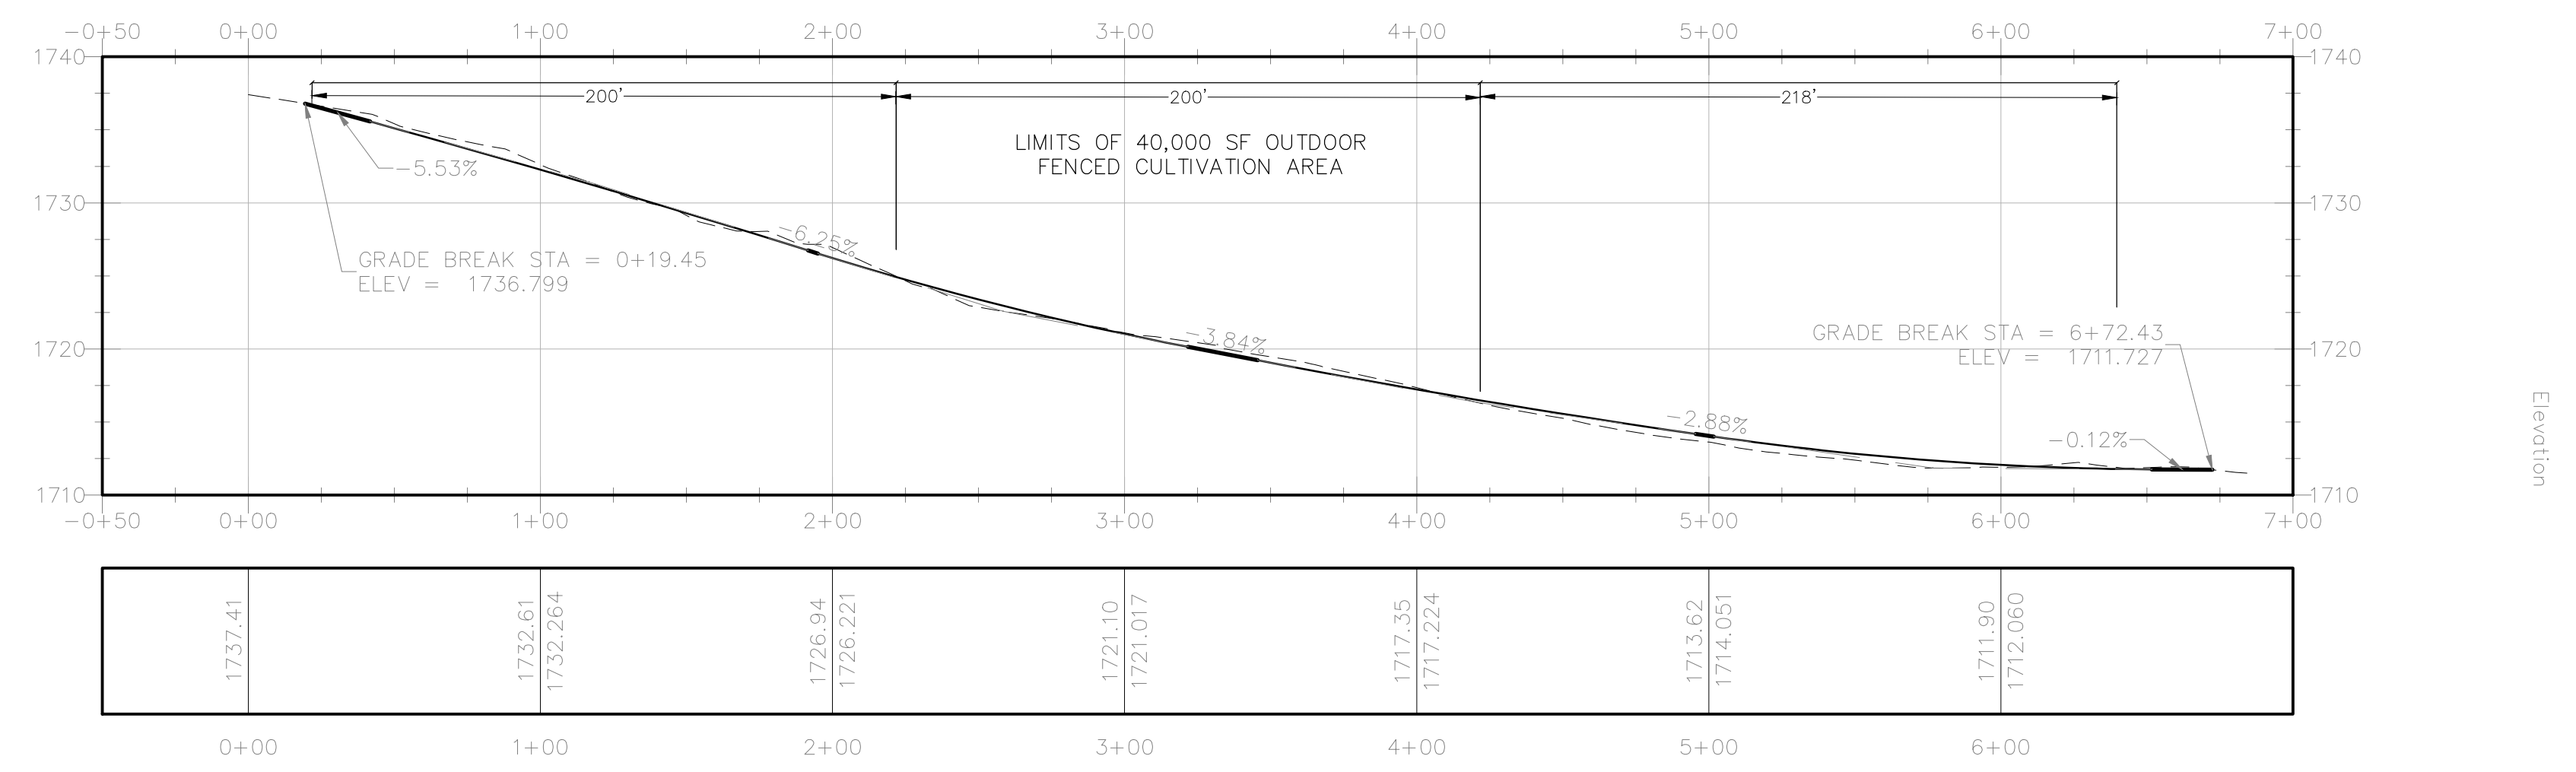 -0+50 0+00 1+00 2+00 3+00 4+00 5+00 6+00 7+00
1740 1740
200' 200' 218'
LIMITS OF 40,000 SF OUTDOOR
FENCED CULTIVATION AREA
-5.53%
1730 1730
-6.25%
GRADE BREAK STA = 0+19.45
ELEV = 1736.799
-3.84%
GRADE BREAK STA = 6+72.43
ELEV = 1711.727
1720 1720
-2.88%
-0.12%
Elevation
1710 1710
-0+50 0+00 1+00 2+00 3+00 4+00 5+00 6+00 7+00
1737.41
1732.61
1732.264
1726.94
1726.221
1721.10
1721.017
1717.35
1717.224
1713.62
1714.051
1711.90
1712.060
0+00 1+00 2+00 3+00 4+00 5+00 6+00